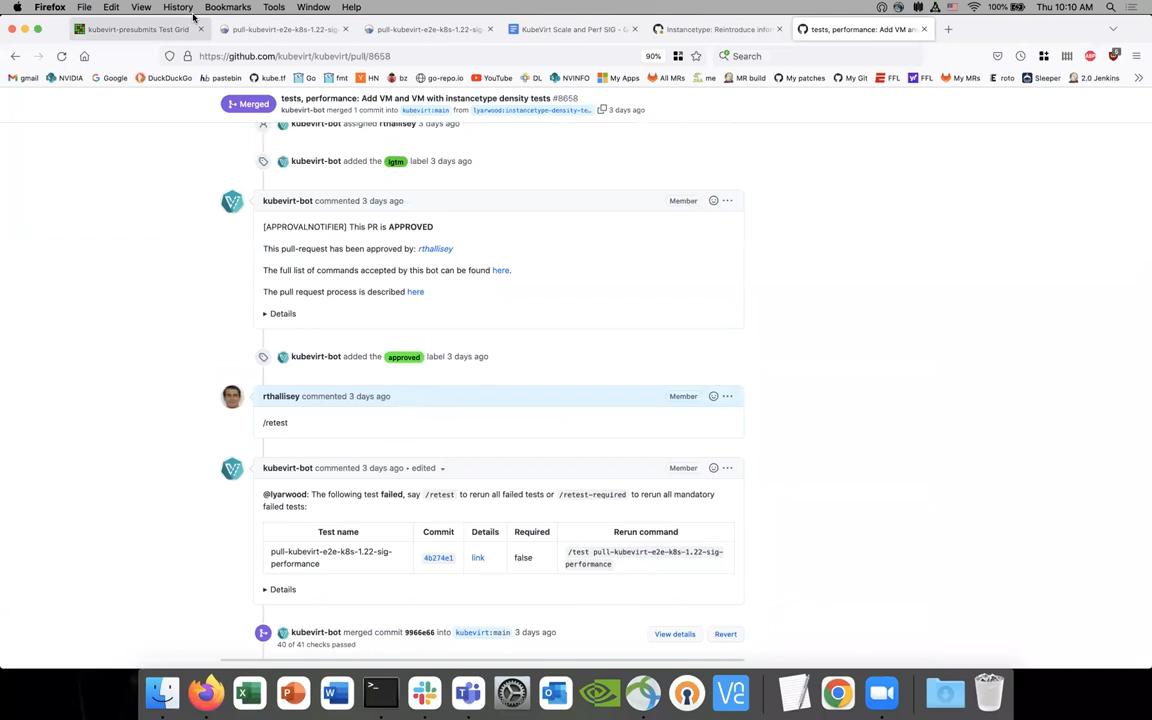 Firefox File Edit View History Bookmarks Tools Window Help 100% Thu 10:10 AM
kubevirt-presubmits Test Grid pull-kubevirt-e2e-k8s-1.22-sig- pull-kubevirt-e2e-k8s-1.22-sig- KubeVirt Scale and Perf SIG - G Instancetype: Reintroduce infor tests, performance: Add VM an
https://github.com/kubevirt/pull/8658 90% Search
gmail NVIDIA Google DuckDuckGo pastebin kube.tf Go fmt HN bz go-repo.io YouTube DL NVINFO My Apps All MRs me MR build My patches My Git FFL FFL My MRs roto Sleeper 2.0 Jenkins
Merged
tests, performance: Add VM and VM with instancetype density tests #8658
kubevirt-bot merged 1 commit into kubevirt:main from lyarwood:instancetype-density-te… 3 days ago
kubevirt-bot assigned rthallisey 3 days ago
kubevirt-bot added the lgtm label 3 days ago
kubevirt-bot commented 3 days ago Member
[APPROVALNOTIFIER] This PR is APPROVED
This pull-request has been approved by: rthallisey
The full list of commands accepted by this bot can be found here.
The pull request process is described here
Details
kubevirt-bot added the approved label 3 days ago
rthallisey commented 3 days ago Member
/retest
kubevirt-bot commented 3 days ago • edited Member
@lyarwood: The following test failed, say /retest to rerun all failed tests or /retest-required to rerun all mandatory
failed tests:
Test name Commit Details Required Rerun command
pull-kubevirt-e2e-k8s-1.22-sig-
performance
4b274e1 link false
/test pull-kubevirt-e2e-k8s-1.22-sig-
performance
Details
kubevirt-bot merged commit 9966e66 into kubevirt:main 3 days ago View details Revert
40 of 41 checks passed